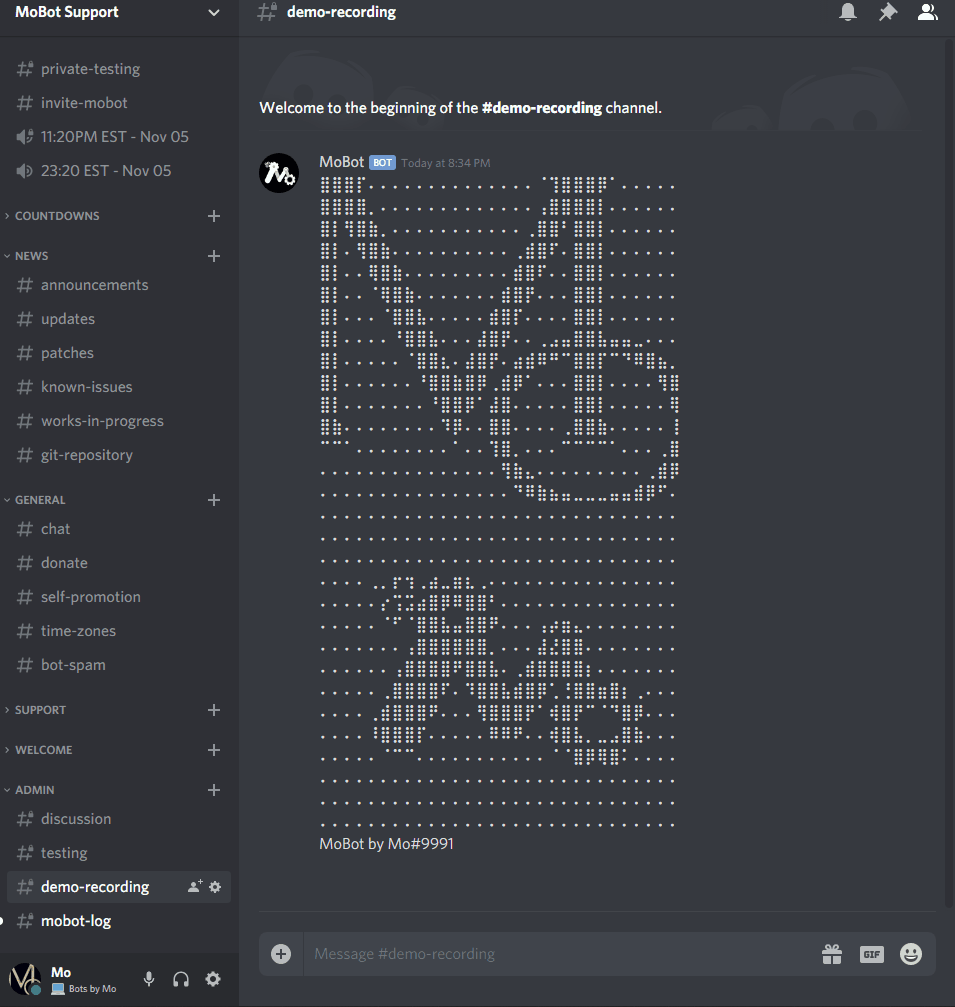 MoBot Support
private-testing
invite-mobot
11:20PM EST - Nov 05
23:20 EST - Nov 05
COUNTDOWNS
NEWS
announcements
updates
patches
known-issues
works-in-progress
git-repository
GENERAL
chat
donate
self-promotion
time-zones
bot-spam
SUPPORT
WELCOME
ADMIN
discussion
testing
demo-recording
mobot-log
Mo
Bots by Mo
demo-recording
Welcome to the beginning of the #demo-recording channel.
MoBot BOT Today at 8:34 PM
Mo
MoBot by Mo#9991
Message #demo-recording
GIF